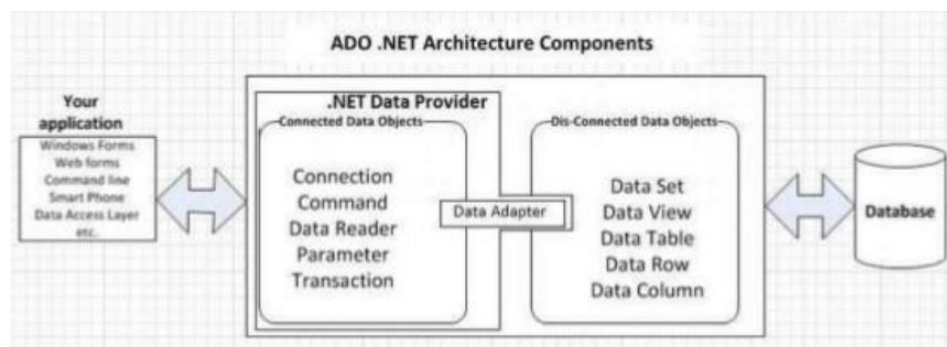 ADO .NET Architecture Components
Your
application
Windows Forms
Web forms
Command line
Smart Phone
Data Access Layer
etc.
.NET Data Provider
Connected Data Objects
Connection
Command
Data Reader
Parameter
Transaction
Data Adapter
Dis-Connected Data Objects
Data Set
Data View
Data Table
Data Row
Data Column
Database